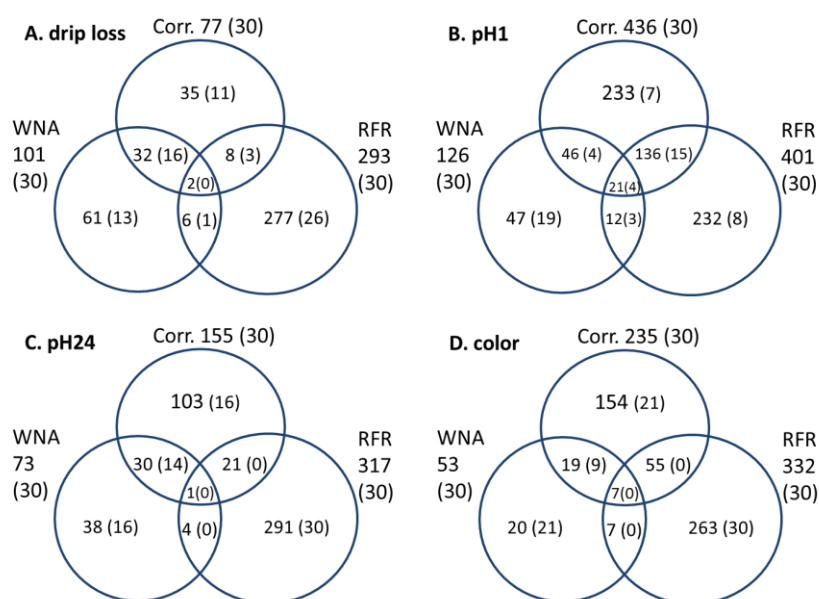 A. drip loss
Corr. 77 (30)
35 (11)
WNA
101
(30)
RFR
293
(30)
32 (16)
8 (3)
2(0)
61 (13)
6 (1)
277 (26)
B. pH1
Corr. 436 (30)
233 (7)
WNA
126
(30)
RFR
401
(30)
46 (4)
136 (15)
21(4)
47 (19)
12(3)
232 (8)
C. pH24
Corr. 155 (30)
103 (16)
WNA
73
(30)
RFR
317
(30)
30 (14)
21 (0)
1(0)
38 (16)
4 (0)
291 (30)
D. color
Corr. 235 (30)
154 (21)
WNA
53
(30)
RFR
332
(30)
19 (9)
55 (0)
7(0)
20 (21)
7 (0)
263 (30)